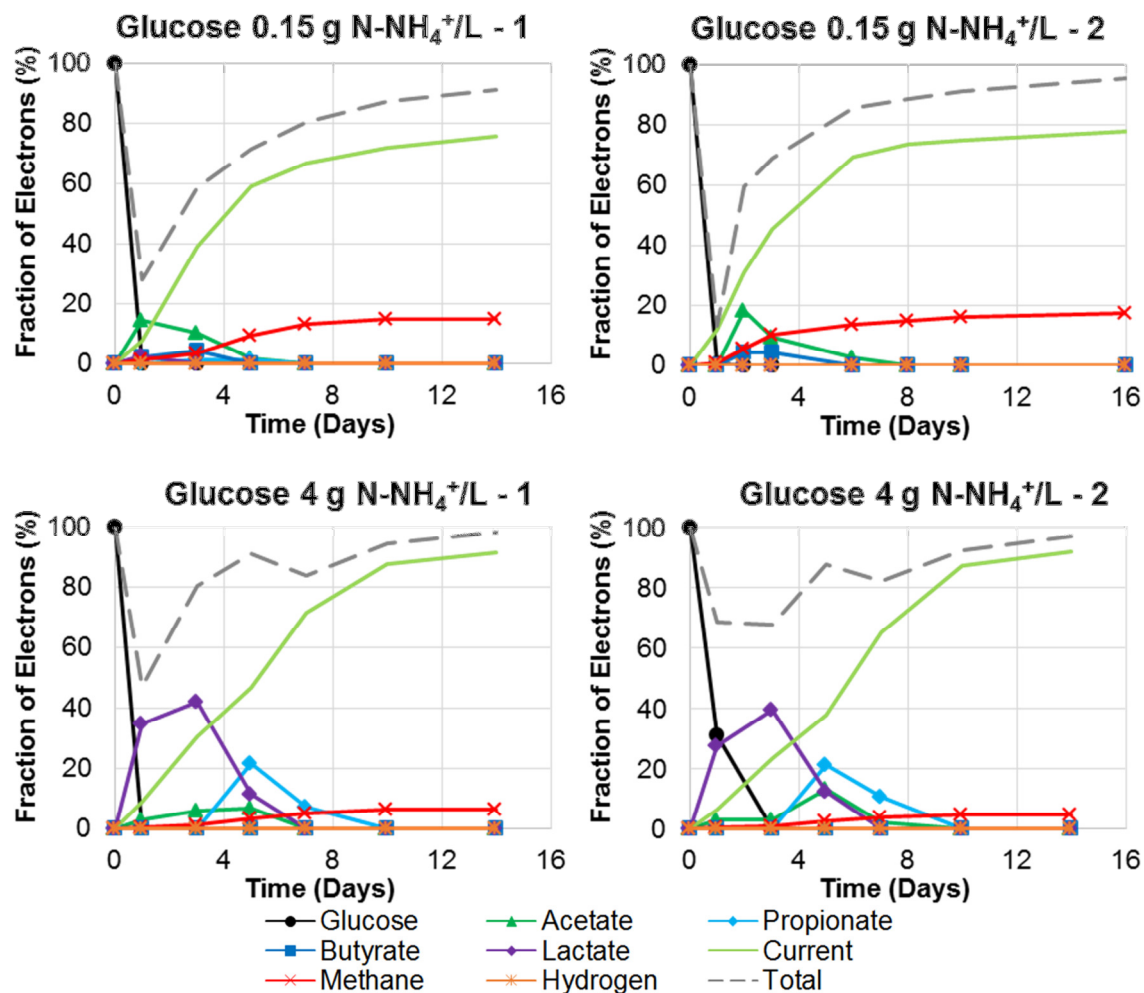 Glucose 0.15 g N-NH₄⁺/L - 1
Fraction of Electrons (%)
100
80
60
40
20
0
0 4 8 12 16
Time (Days)
Glucose 0.15 g N-NH₄⁺/L - 2
Fraction of Electrons (%)
100
80
60
40
20
0
0 4 8 12 16
Time (Days)
Glucose 4 g N-NH₄⁺/L - 1
Fraction of Electrons (%)
100
80
60
40
20
0
0 4 8 12 16
Time (Days)
Glucose 4 g N-NH₄⁺/L - 2
Fraction of Electrons (%)
100
80
60
40
20
0
0 4 8 12 16
Time (Days)
Glucose Acetate Propionate
Butyrate Lactate Current
Methane Hydrogen Total